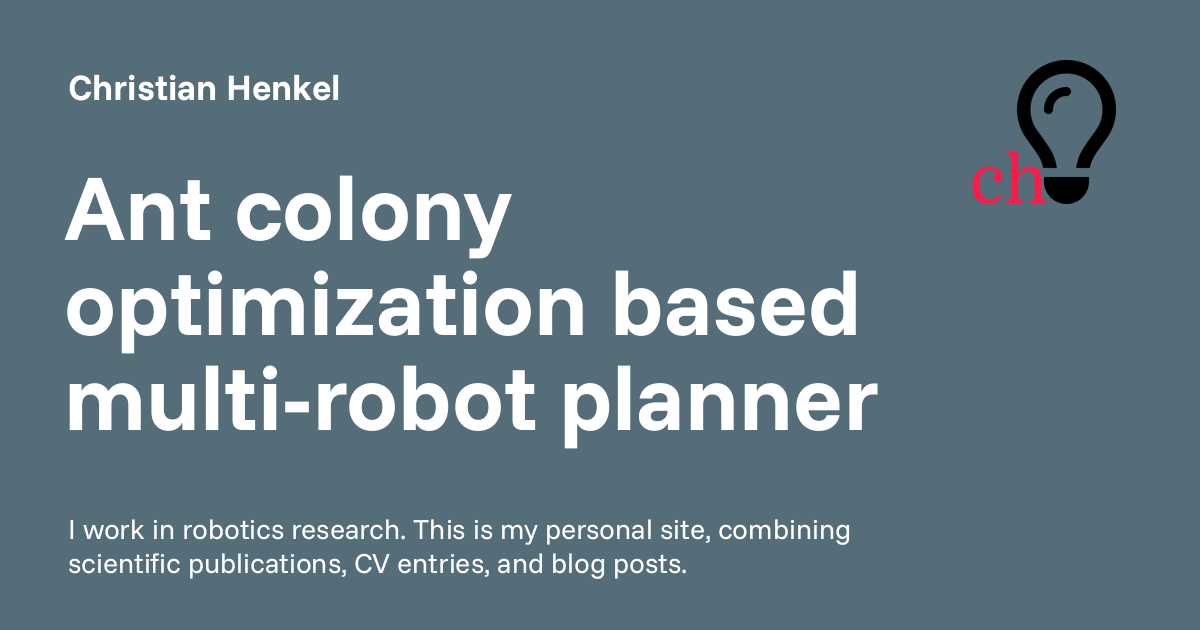 Christian Henkel
ch
Ant colony
optimization based
multi-robot planner
I work in robotics research. This is my personal site, combining
scientific publications, CV entries, and blog posts.